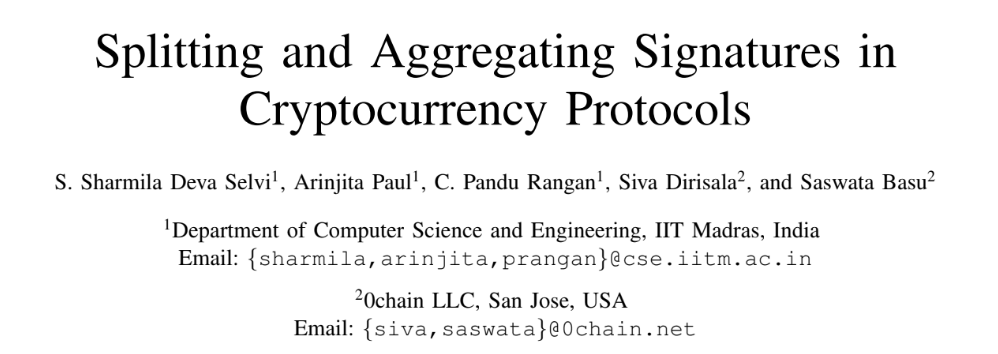 Splitting and Aggregating Signatures in
Cryptocurrency Protocols
S. Sharmila Deva Selvi¹, Arinjita Paul¹, C. Pandu Rangan¹, Siva Dirisala², and Saswata Basu²
¹Department of Computer Science and Engineering, IIT Madras, India
Email: {sharmila,arinjita,prangan}@cse.iitm.ac.in
²0chain LLC, San Jose, USA
Email: {siva,saswata}@0chain.net